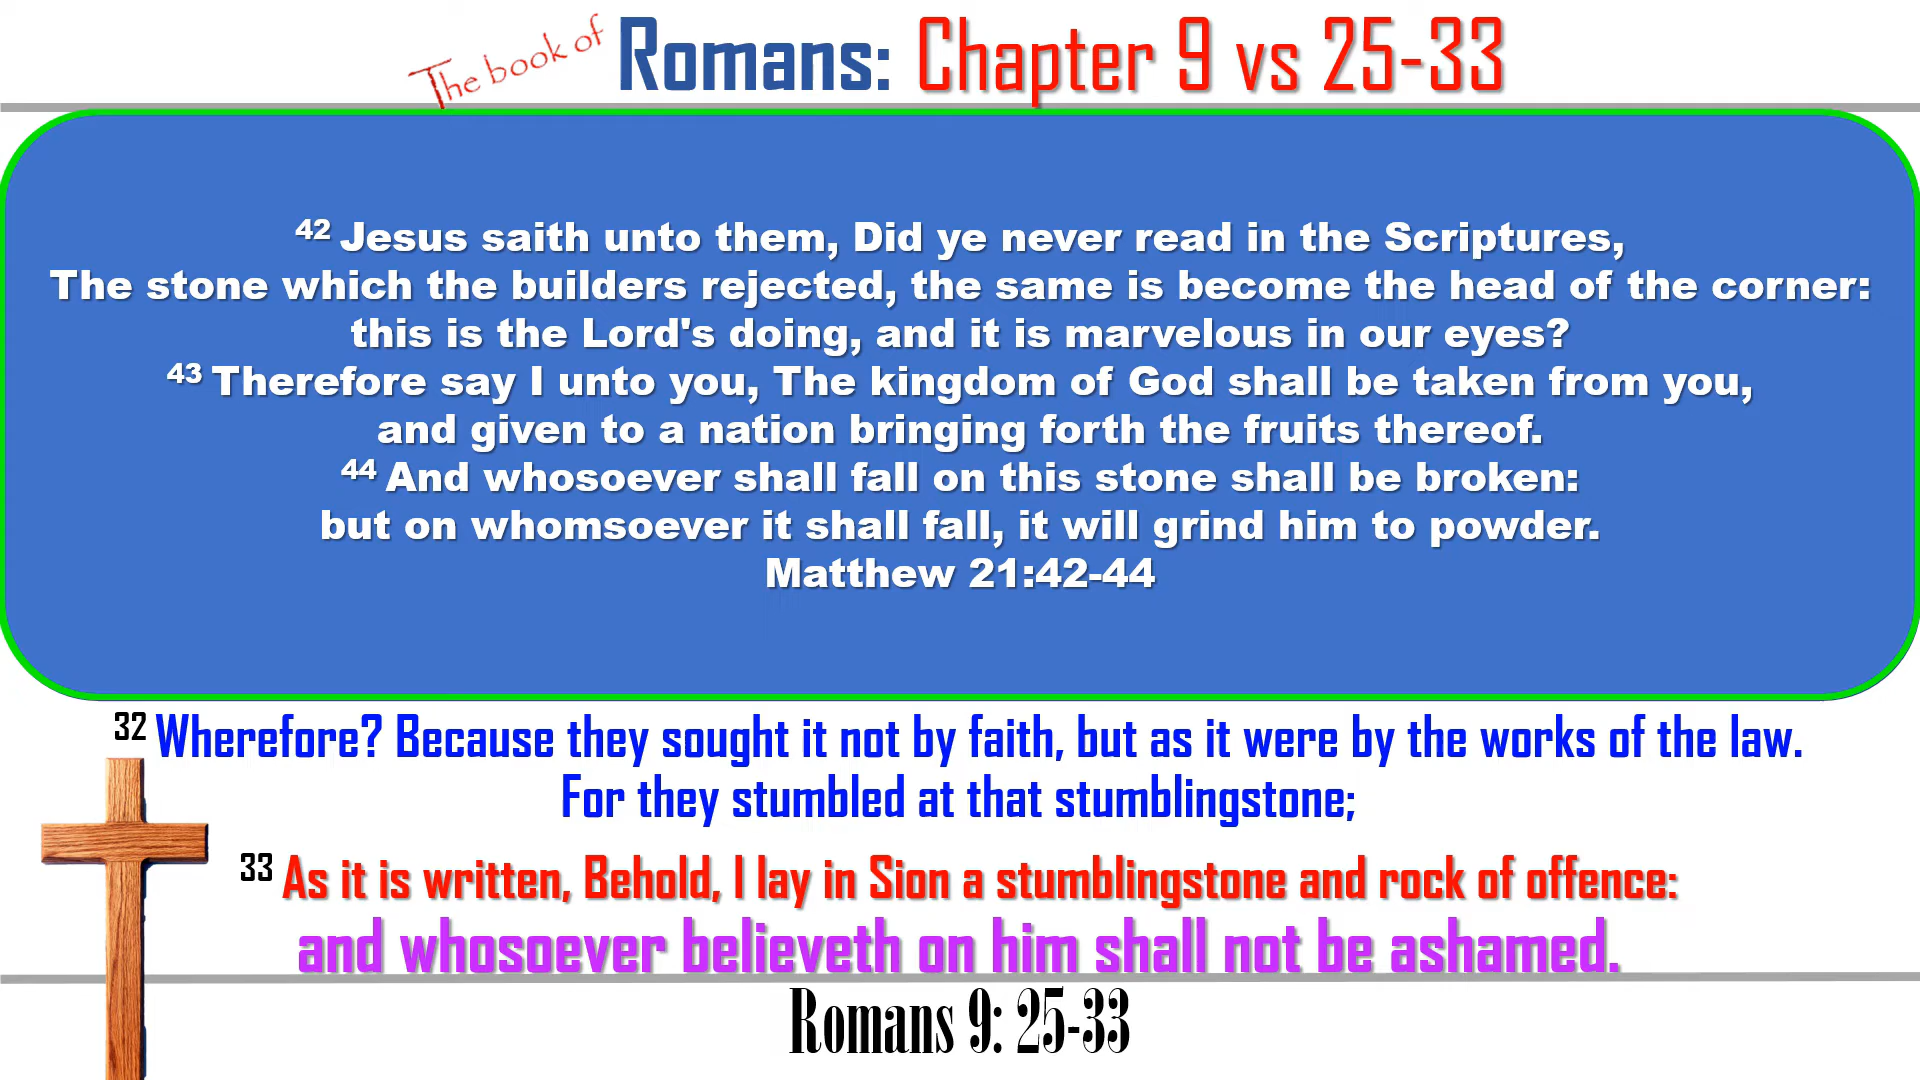 The book of Romans: Chapter 9 vs 25-33
42 Jesus saith unto them, Did ye never read in the Scriptures,
The stone which the builders rejected, the same is become the head of the corner:
this is the Lord's doing, and it is marvelous in our eyes?
43 Therefore say I unto you, The kingdom of God shall be taken from you,
and given to a nation bringing forth the fruits thereof.
44 And whosoever shall fall on this stone shall be broken:
but on whomsoever it shall fall, it will grind him to powder.
Matthew 21:42-44
32 Wherefore? Because they sought it not by faith, but as it were by the works of the law.
For they stumbled at that stumblingstone;
33 As it is written, Behold, I lay in Sion a stumblingstone and rock of offence:
and whosoever believeth on him shall not be ashamed.
Romans 9: 25-33